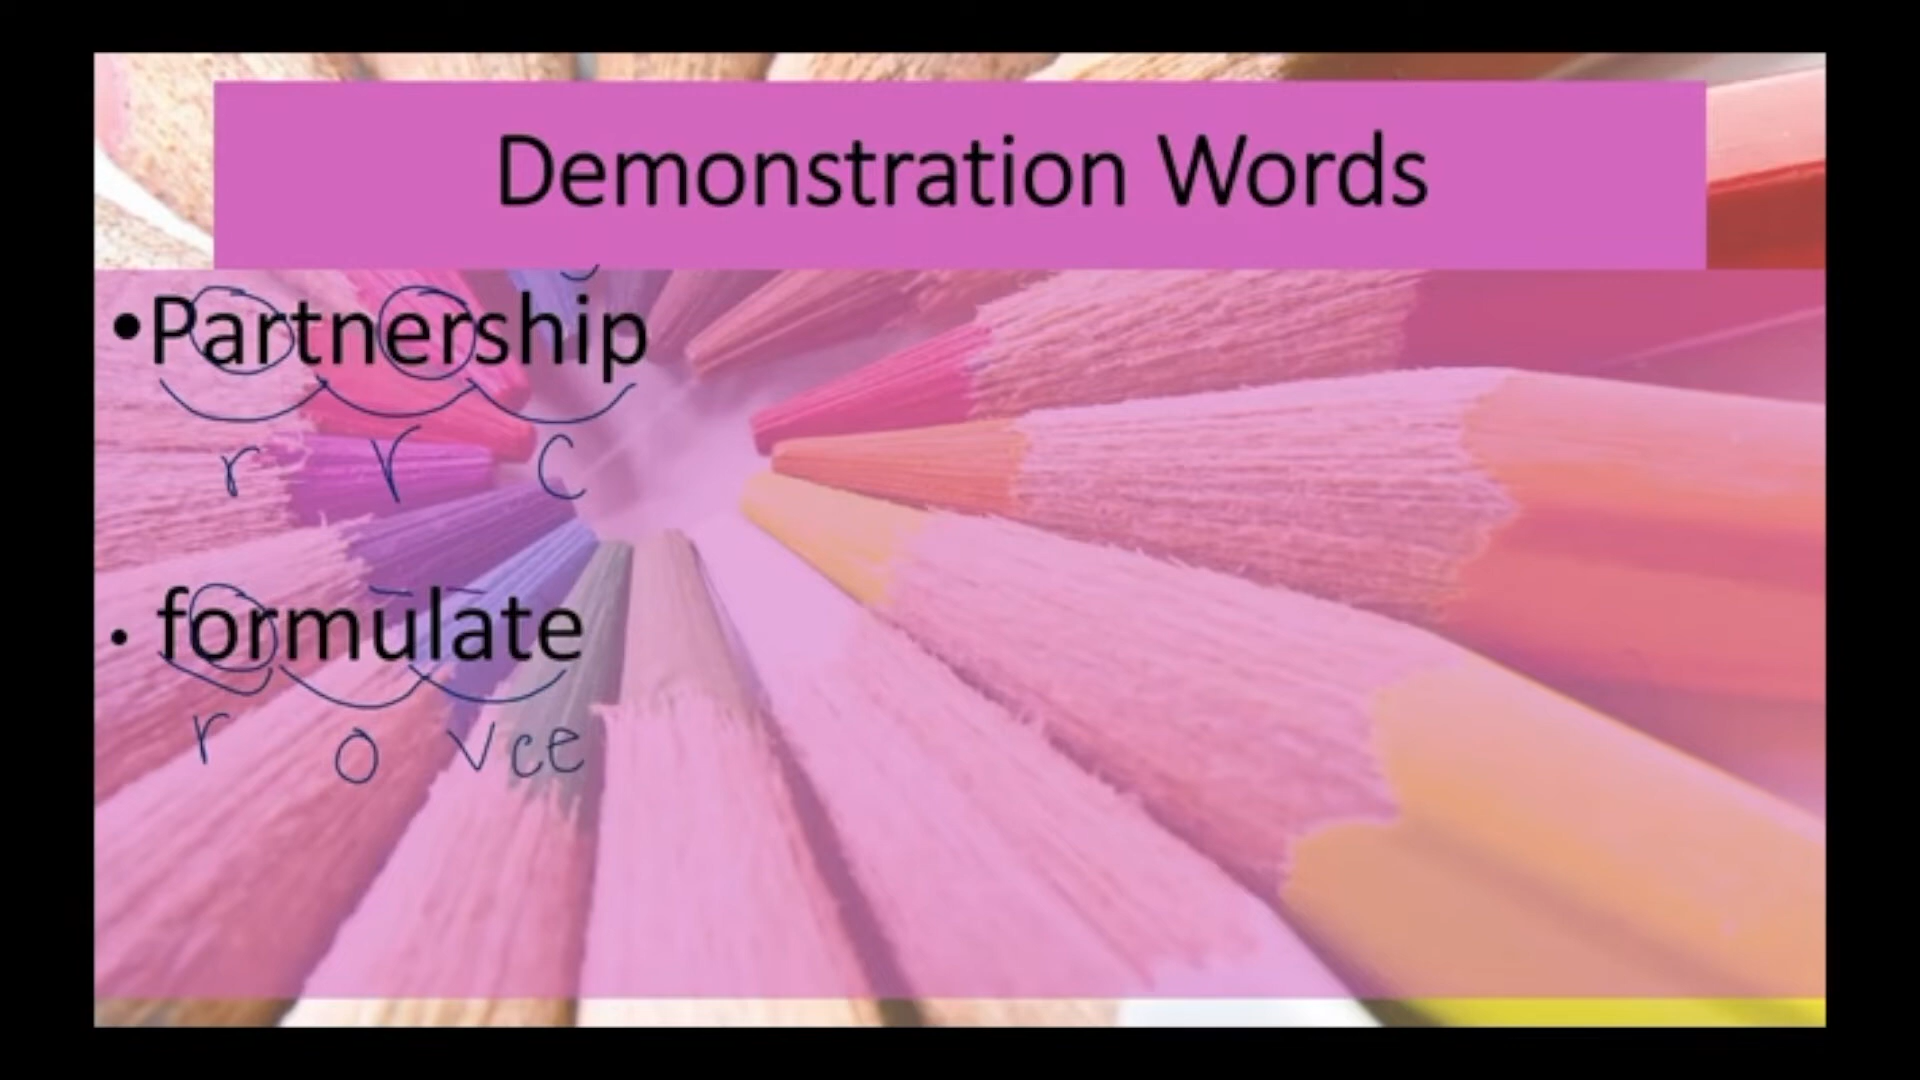 Demonstration Words
•Partnership
r r c
• formulate
r o vce